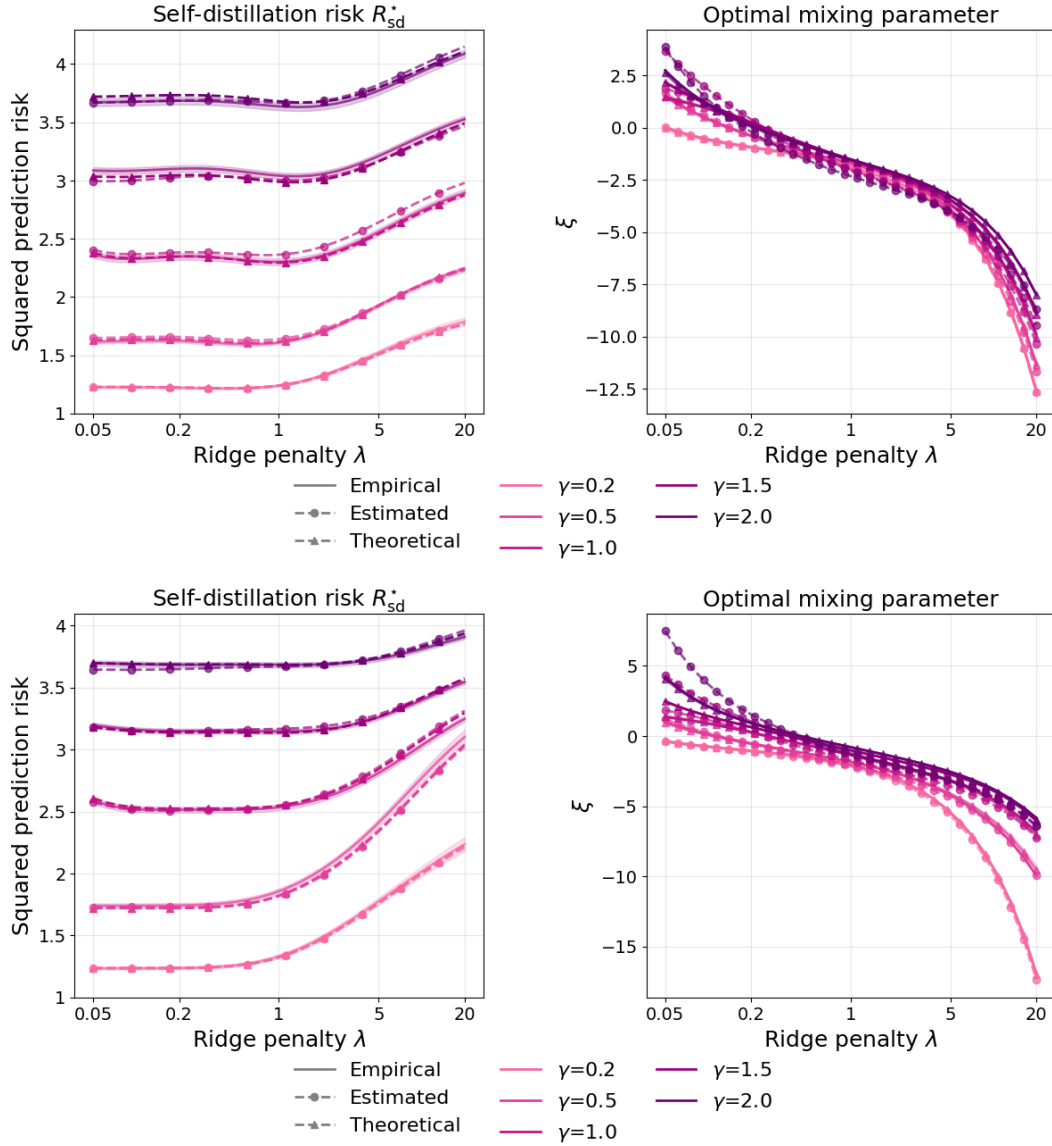 Self-distillation risk R⋆sd
Optimal mixing parameter
Squared prediction risk
4
3.5
3
2.5
2
1.5
1
0.05
0.2
1
5
20
Ridge penalty λ
ξ
2.5
0.0
−2.5
−5.0
−7.5
−10.0
−12.5
0.05
0.2
1
5
20
Ridge penalty λ
Empirical
Estimated
Theoretical
γ=0.2
γ=0.5
γ=1.0
γ=1.5
γ=2.0
Self-distillation risk R⋆sd
Optimal mixing parameter
Squared prediction risk
4
3.5
3
2.5
2
1.5
1
0.05
0.2
1
5
20
Ridge penalty λ
ξ
5
0
−5
−10
−15
0.05
0.2
1
5
20
Ridge penalty λ
Empirical
Estimated
Theoretical
γ=0.2
γ=0.5
γ=1.0
γ=1.5
γ=2.0